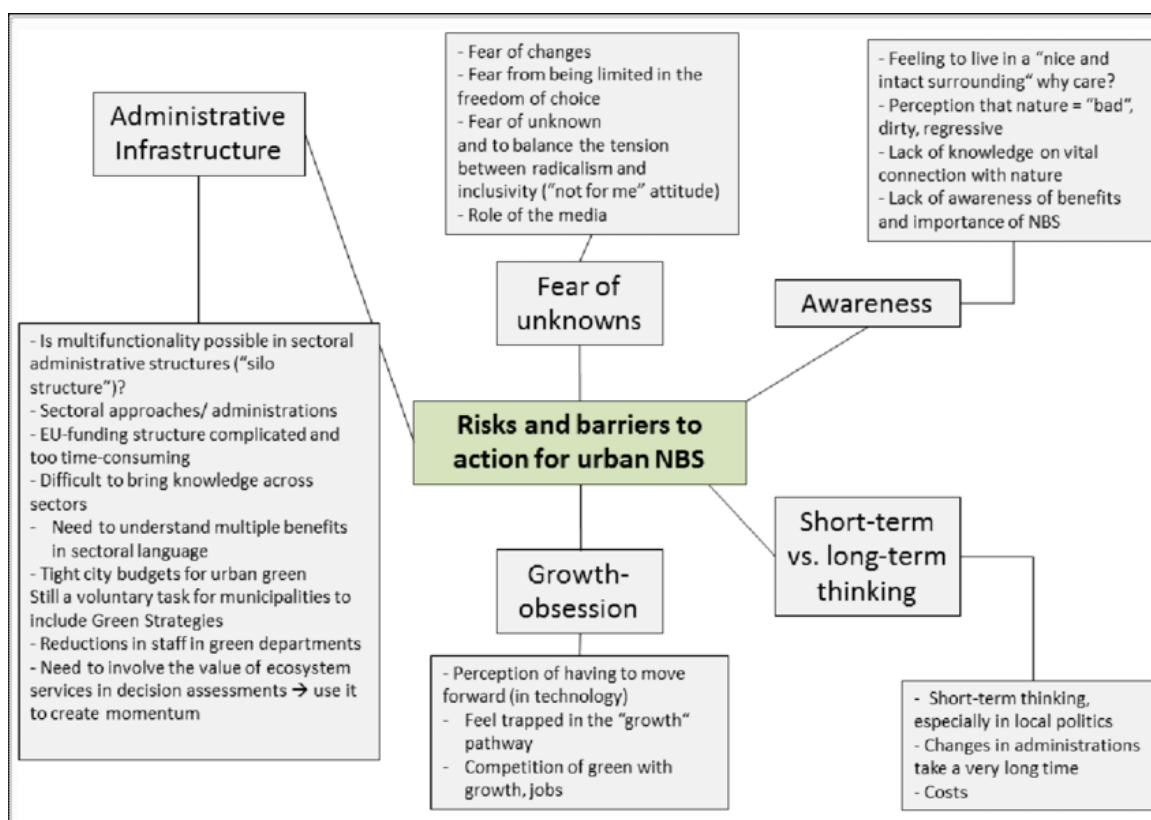 Administrative
Infrastructure
- Is multifunctionality possible in sectoral
administrative structures (“silo
structure”)?
- Sectoral approaches/ administrations
- EU-funding structure complicated and
too time-consuming
- Difficult to bring knowledge across
sectors
- Need to understand multiple benefits
in sectoral language
- Tight city budgets for urban green
Still a voluntary task for municipalities to
include Green Strategies
- Reductions in staff in green departments
- Need to involve the value of ecosystem
services in decision assessments → use it
to create momentum
- Fear of changes
- Fear from being limited in the
freedom of choice
- Fear of unknown
and to balance the tension
between radicalism and
inclusivity (“not for me” attitude)
- Role of the media
Fear of
unknowns
- Feeling to live in a “nice and
intact surrounding“ why care?
- Perception that nature = “bad”,
dirty, regressive
- Lack of knowledge on vital
connection with nature
- Lack of awareness of benefits
and importance of NBS
Awareness
Risks and barriers to
action for urban NBS
Growth-
obsession
- Perception of having to move
forward (in technology)
- Feel trapped in the “growth“
pathway
- Competition of green with
growth, jobs
Short-term
vs. long-term
thinking
- Short-term thinking,
especially in local politics
- Changes in administrations
take a very long time
- Costs